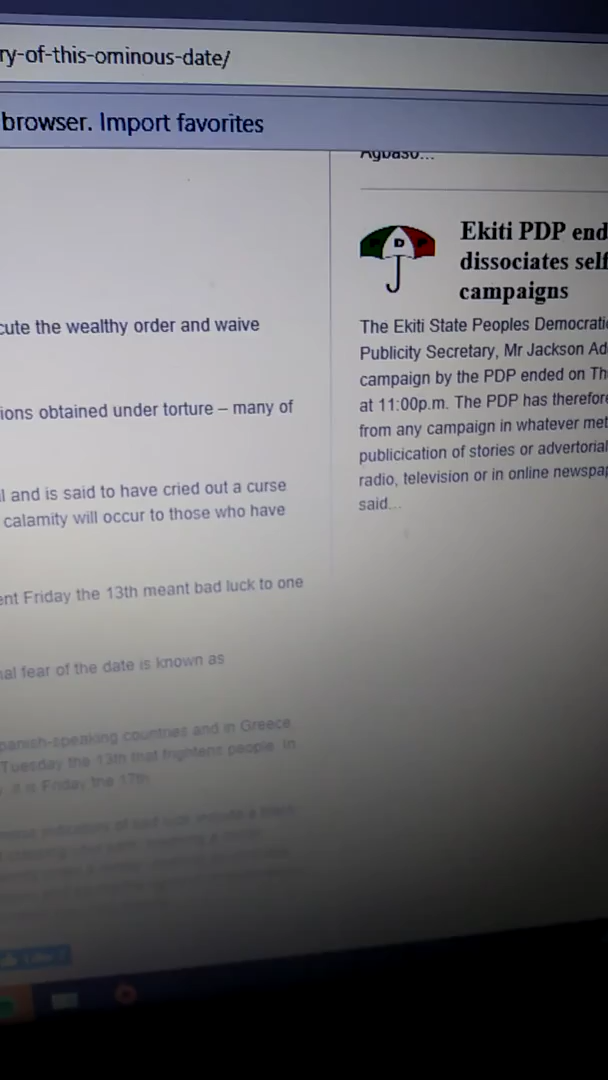 ry-of-this-ominous-date/
browser. Import favorites
Agbaso...
cute the wealthy order and waive
ions obtained under torture – many of
l and is said to have cried out a curse
calamity will occur to those who have
ent Friday the 13th meant bad luck to one
nal fear of the date is known as
panish-speaking countries and in Greece,
Tuesday the 13th that frightens people. In
, it is Friday the 17th
P D P
Ekiti PDP end
dissociates self
campaigns
The Ekiti State Peoples Democrati
Publicity Secretary, Mr Jackson Ad
campaign by the PDP ended on Th
at 11:00p.m. The PDP has therefore
from any campaign in whatever met
publicication of stories or advertorial
radio, television or in online newspap
said...
Like